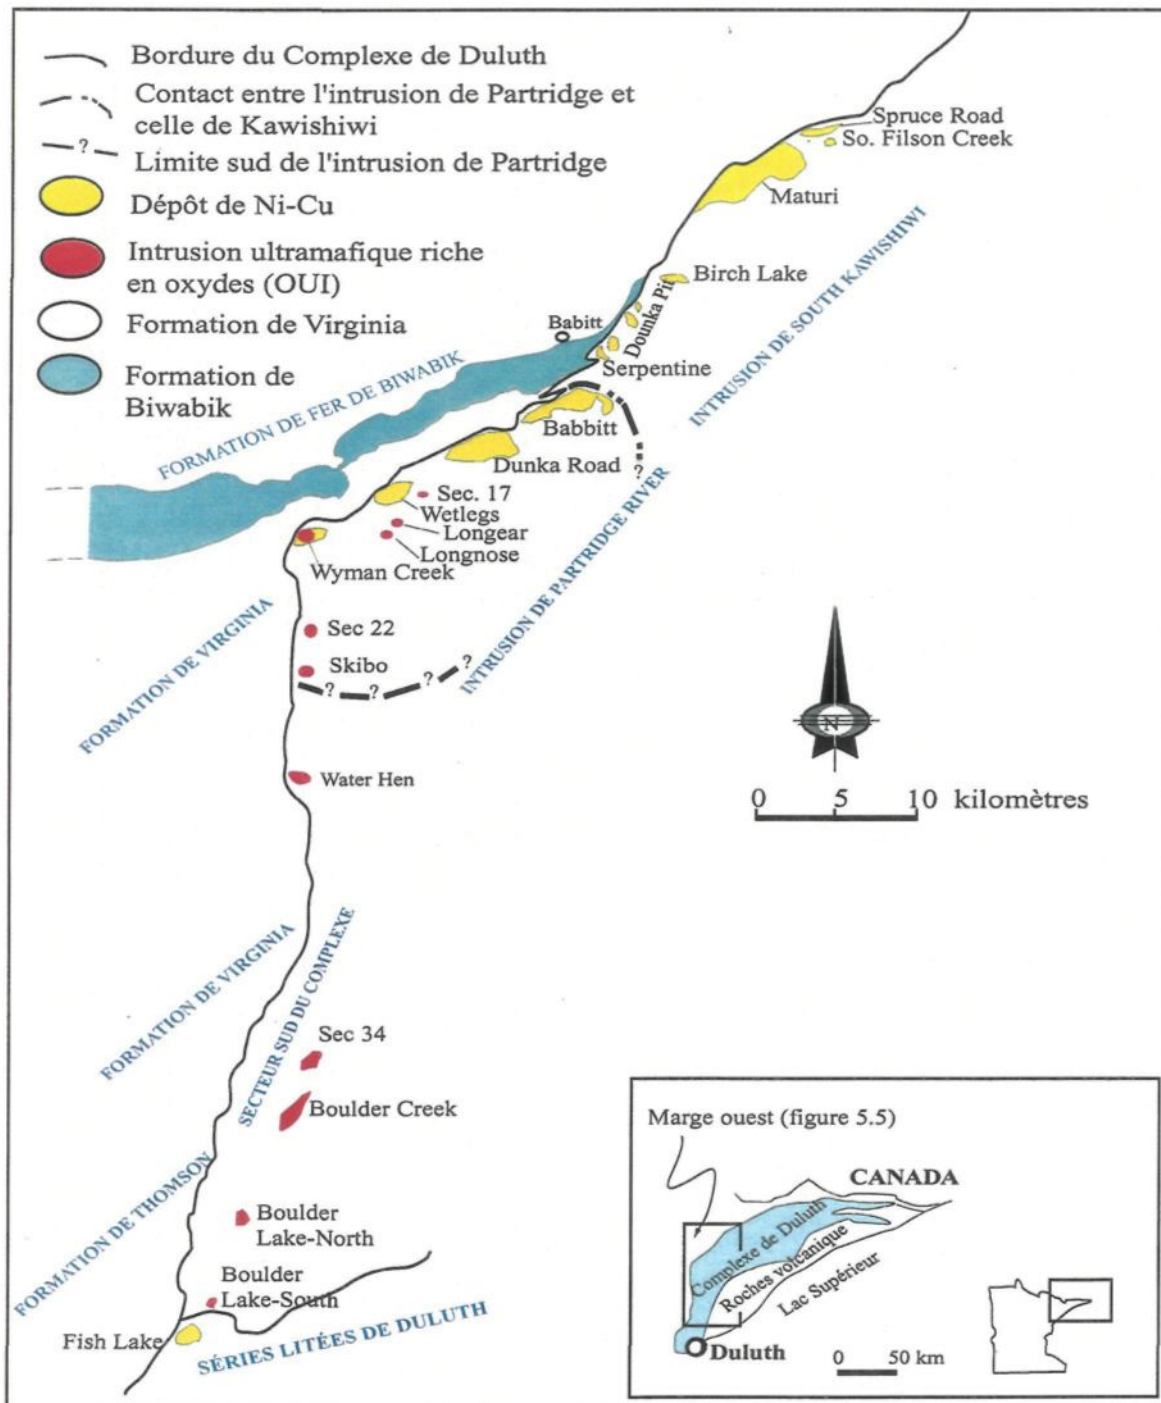 Bordure du Complexe de Duluth
Contact entre l'intrusion de Partridge et
celle de Kawishiwi
?
Limite sud de l'intrusion de Partridge
Dépôt de Ni-Cu
Intrusion ultramafique riche
en oxydes (OUI)
Formation de Virginia
Formation de
Biwabik
Spruce Road
So. Filson Creek
Maturi
INTRUSION DE SOUTH KAWISHIWI
Birch Lake
Dounka Pit
Babitt
Serpentine
FORMATION DE FER DE BIWABIK
Babbitt
Dunka Road
?
Sec. 17
Wetlegs
Longear
Longnose
Wyman Creek
INTRUSION DE PARTRIDGE RIVER
FORMATION DE VIRGINIA
Sec 22
Skibo
? ? ? ?
Water Hen
N
0 5 10 kilomètres
FORMATION DE VIRGINIA
SECTEUR SUD DU COMPLEXE
Sec 34
Boulder Creek
FORMATION DE THOMSON
Boulder
Lake-North
Boulder
Lake-South
Fish Lake
SÉRIES LITÉES DE DULUTH
Marge ouest (figure 5.5)
CANADA
Complexe de Duluth
Roches volcanique
Lac Supérieur
Duluth
0 50 km